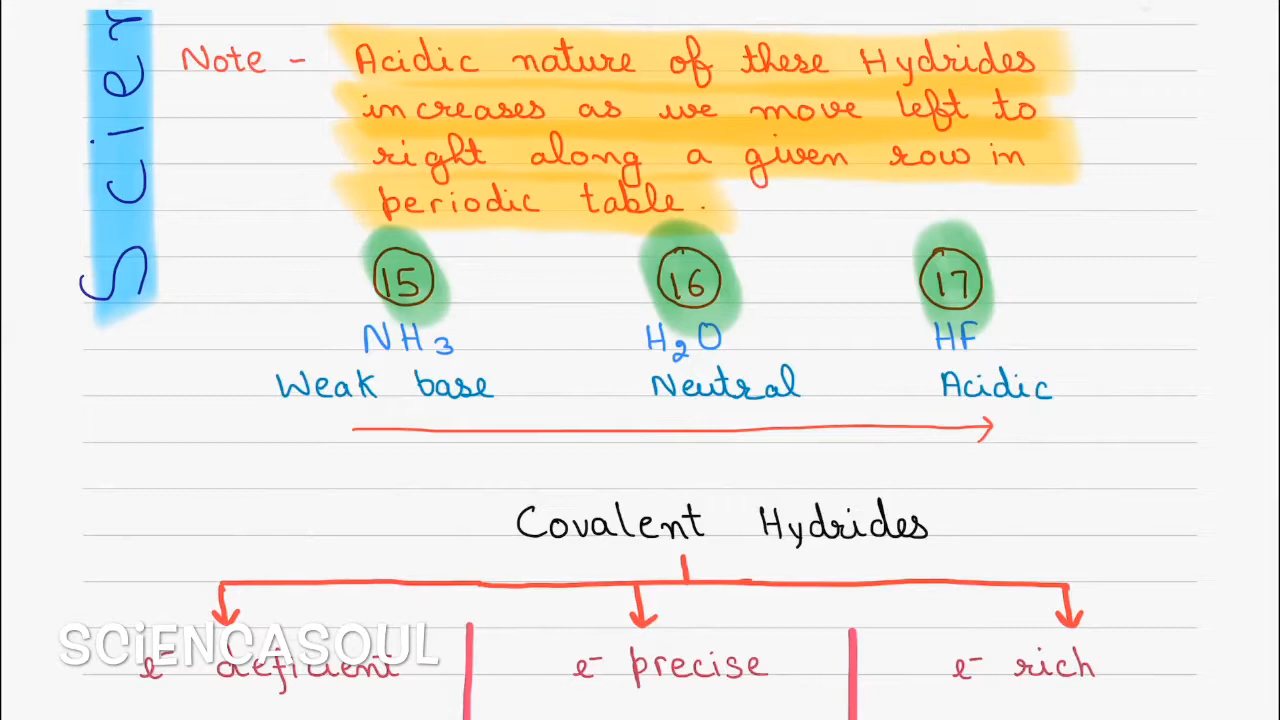 Scien
Note - Acidic nature of these Hydrides
increases as we move left to
right along a given row in
periodic table.
15 16 17
NH3 H2O HF
Weak base Neutral Acidic
Covalent Hydrides
SCiENCASOUL
e- deficient e- precise e- rich